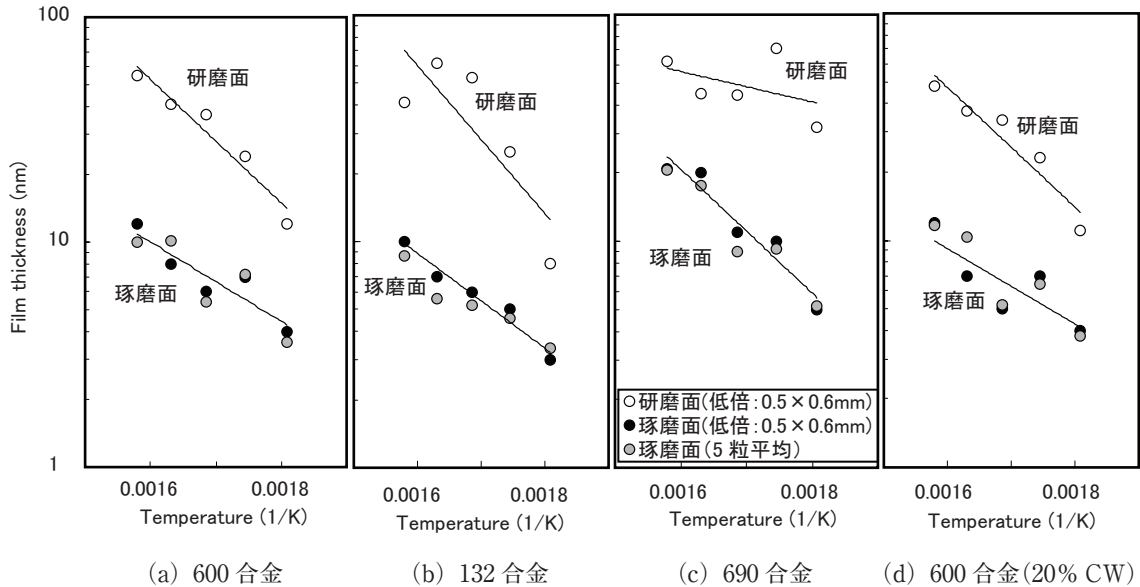 100
10
1
Film thickness (nm)
研磨面
琢磨面
0.0016
0.0018
Temperature (1/K)
(a) 600 合金
研磨面
琢磨面
0.0016
0.0018
Temperature (1/K)
(b) 132 合金
研磨面
琢磨面
○研磨面(低倍:0.5×0.6mm)
●琢磨面(低倍:0.5×0.6mm)
琢磨面(5 粒平均)
0.0016
0.0018
Temperature (1/K)
(c) 690 合金
研磨面
琢磨面
0.0016
0.0018
Temperature (1/K)
(d) 600 合金(20% CW)